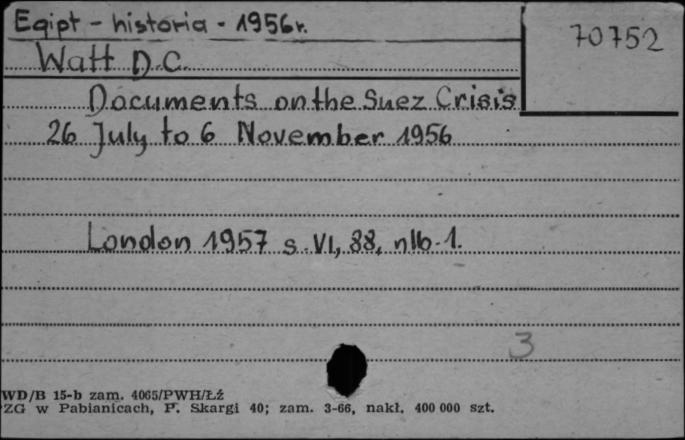 Egipt - historia - 1956r.
70752
Watt D.C.
Documents on the Suez Crisis
26 July to 6 November 1956
London 1957 s. VI, 88, nlb. 1.
3
WD/B 15-b zam. 4065/PWH/Łź
PZG w Pabianicach, P. Skargi 40; zam. 3-66, nakł. 400 000 szt.